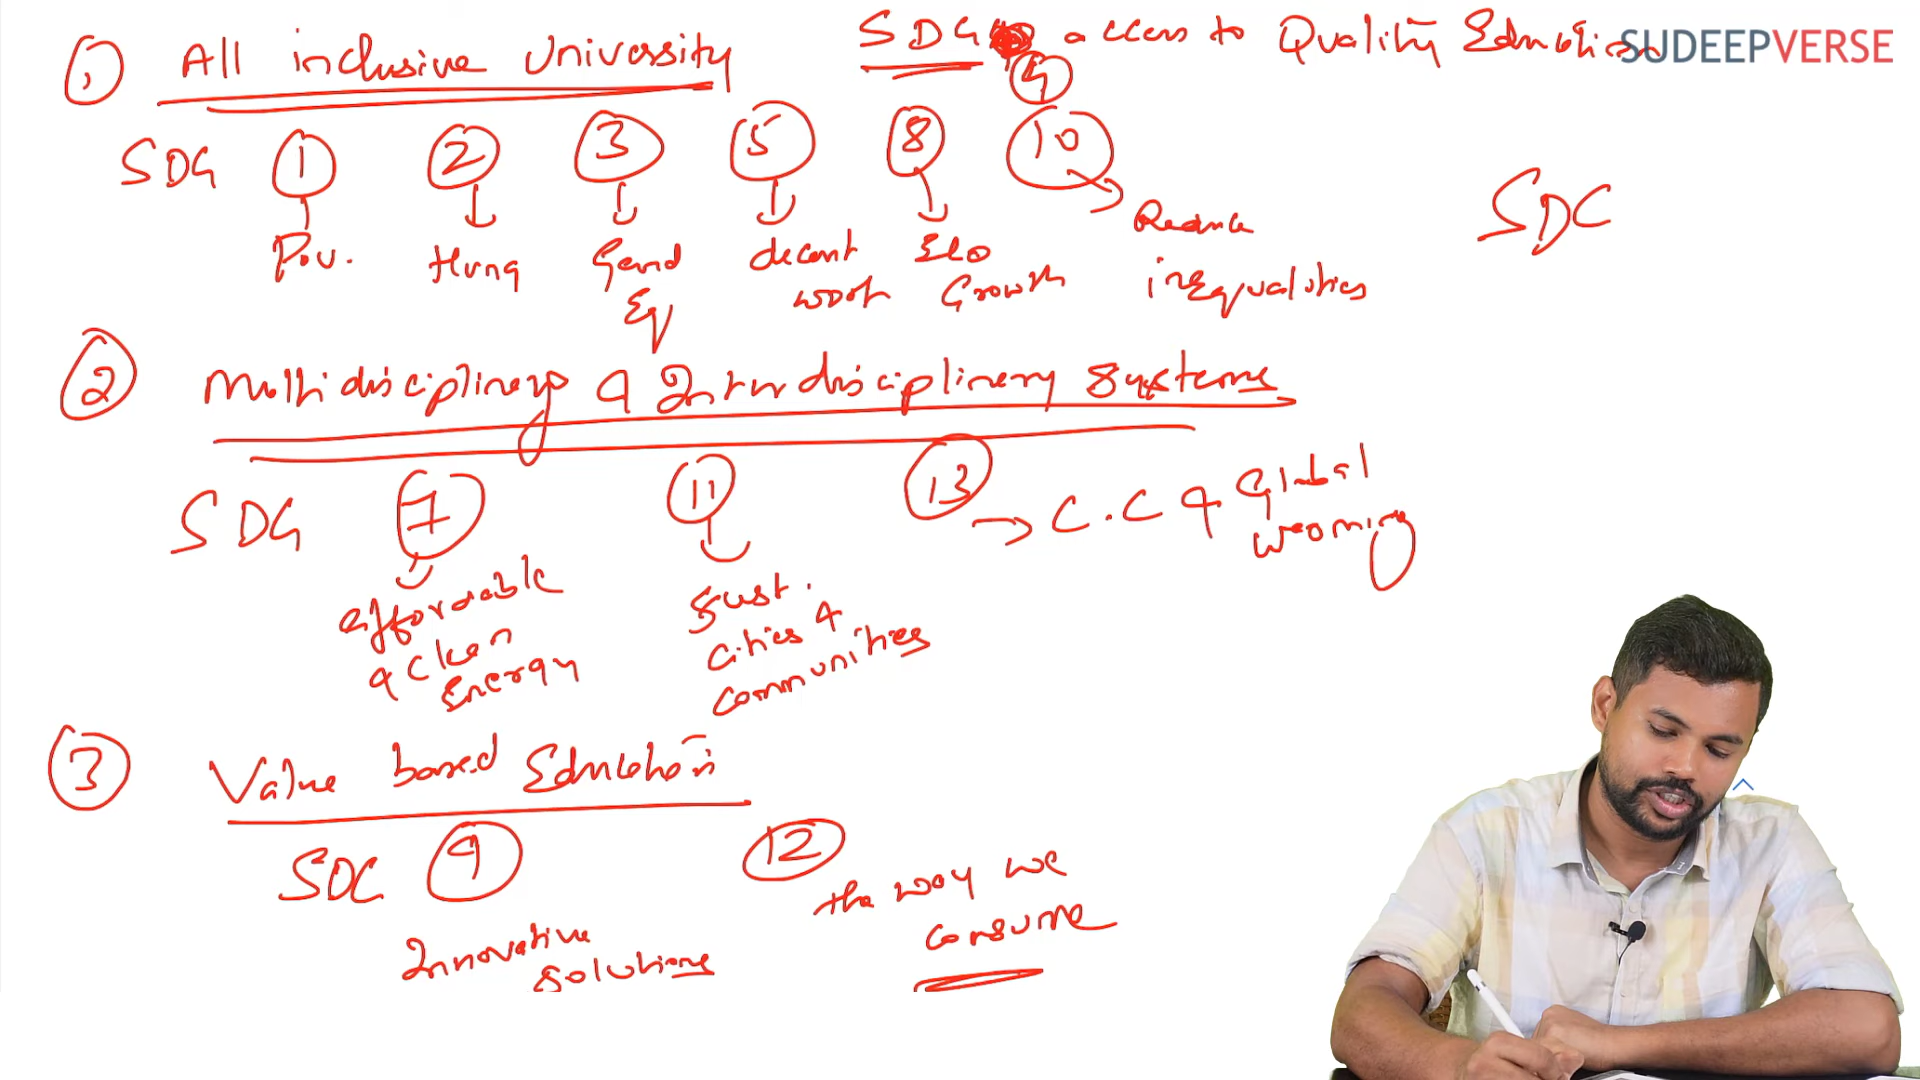 ① All inclusive University SDG access to Quality Education
④
SUDEEPVERSE
SDG ① ② ③ ⑤ ⑧ ⑩
Pov. Hung Gend Eq decent work Eco Growth Reduce inequalities
SDG
② Multidisciplinery & Interdisciplinery Systems
SDG ⑦ ⑪ ⑬ → C.C & Global warming
affordable & clean Energy
Sust. cities & communities
③ Value based Education
SDG ⑨ ⑫
Innovative solutions
the way we consume